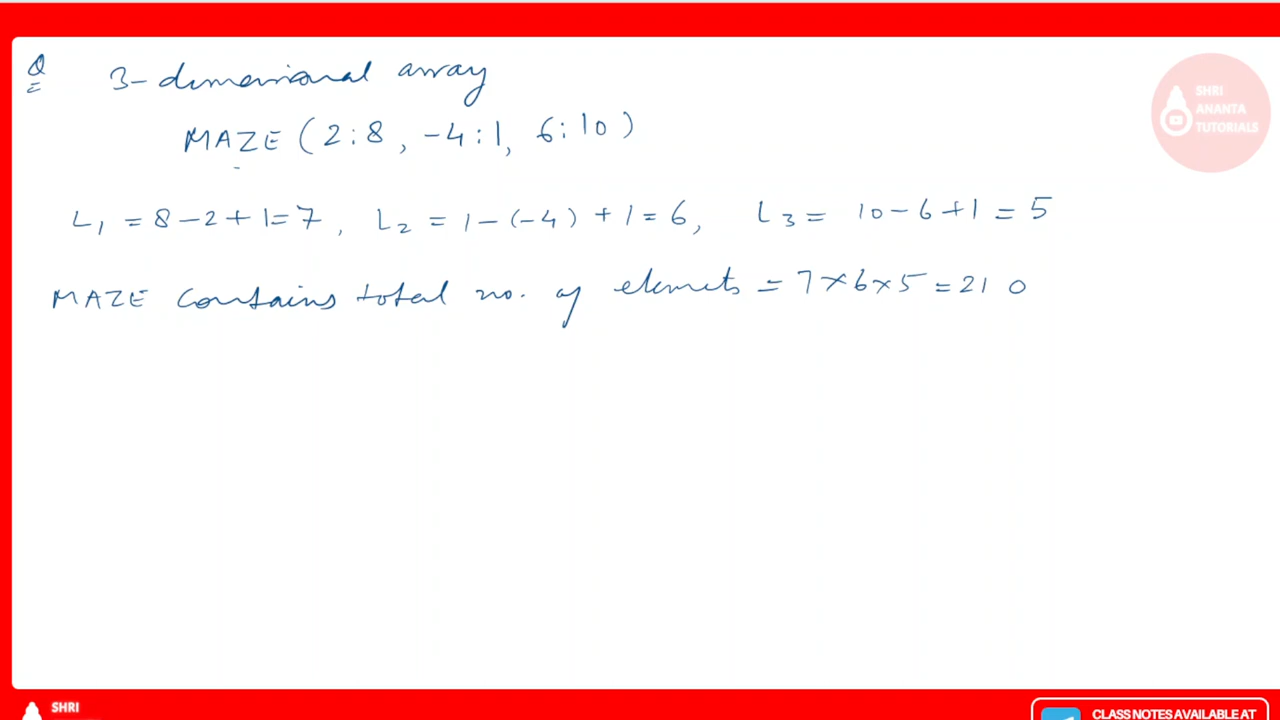 Q 3-dimensional array
MAZE (2:8, -4:1, 6:10)
L₁ = 8-2+1=7, L₂ = 1-(-4)+1=6, L₃ = 10-6+1=5
MAZE contains total no. of elemets = 7×6×5=210
SHRI
ANANTA
TUTORIALS
SHRI
CLASS NOTES AVAILABLE AT